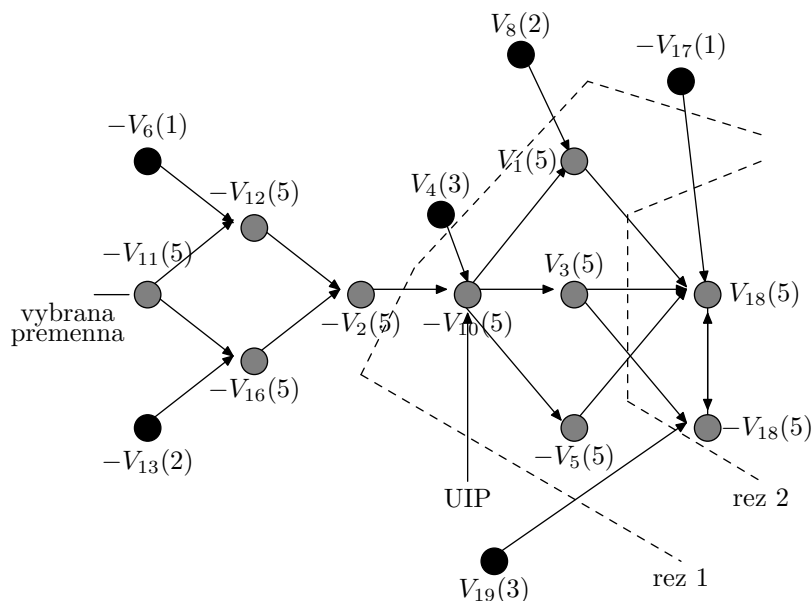 V₈(2)
−V₁₇(1)
−V₆(1)
V₁(5)
V₄(3)
−V₁₂(5)
−V₁₁(5)
V₃(5)
V₁₈(5)
vybrana
premenna
−V₂(5)
−V₁₀(5)
−V₁₆(5)
−V₁₈(5)
−V₁₃(2)
−V₅(5)
UIP
rez 2
V₁₉(3)
rez 1